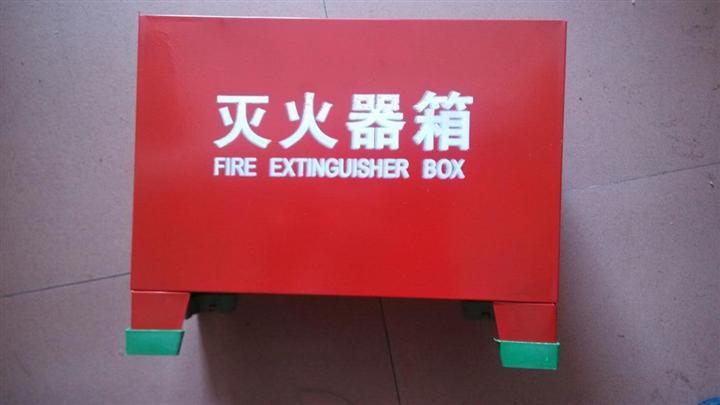 灭火器箱
FIRE EXTINGUISHER BOX